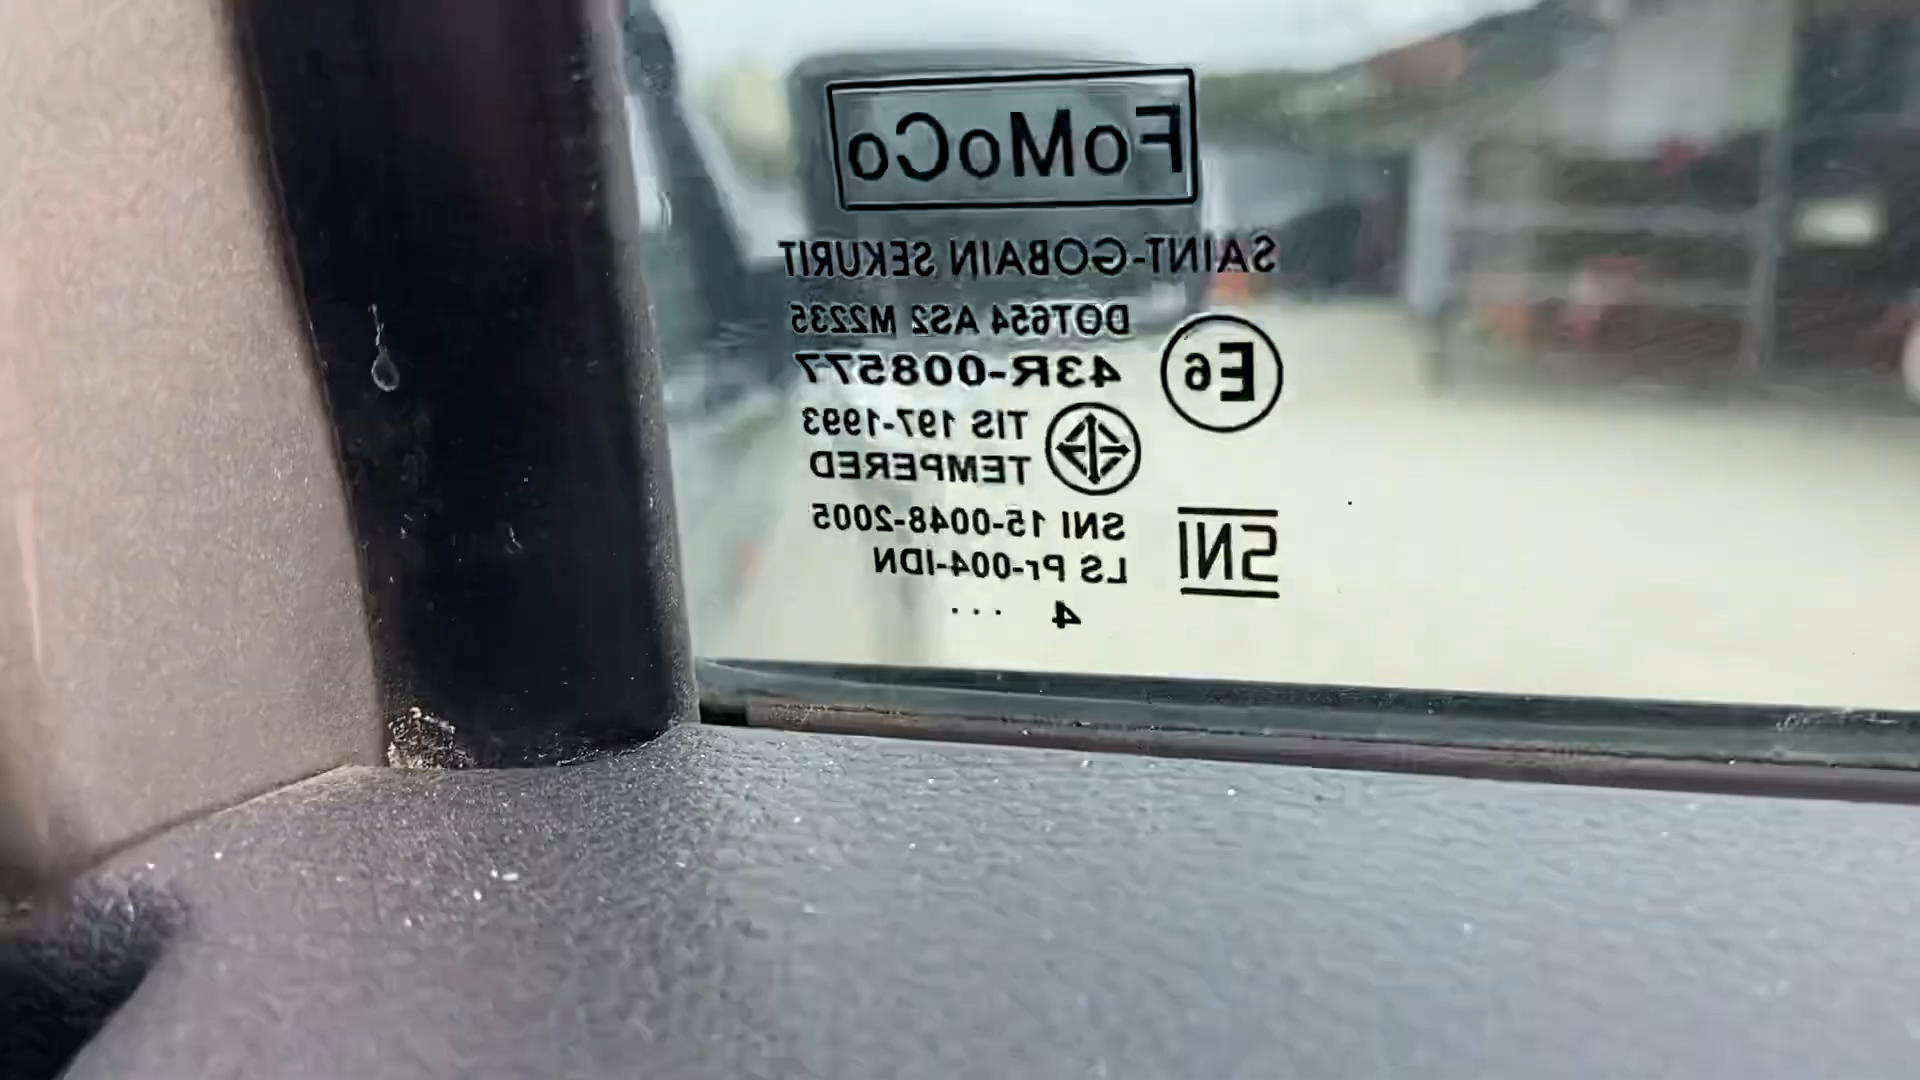 FoMoCo
SAINT-GOBAIN SEKURIT
DOT654 AS2 M2235
43R-008577
E6
TIS 197-1993
TEMPERED
SNI 15-0048-2005
LS Pr-004-IDN
SNI
4 ...